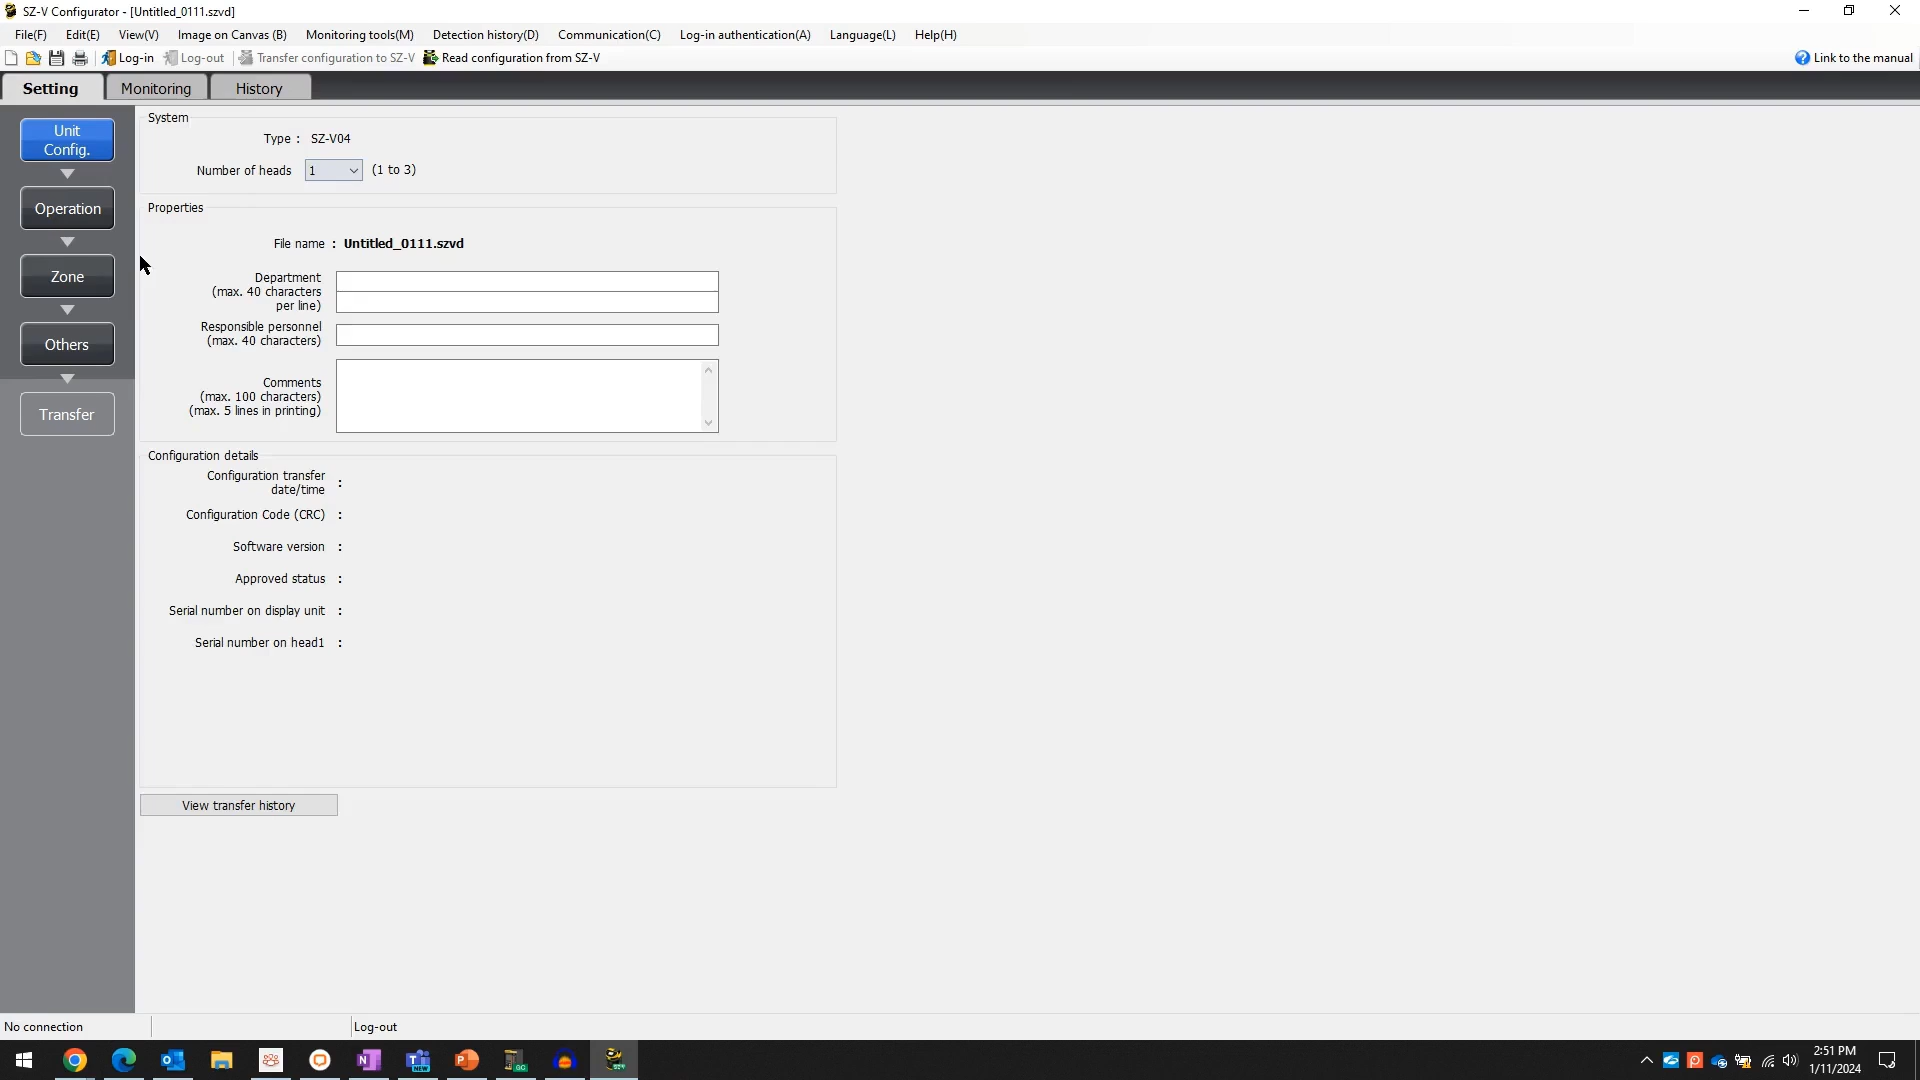 SZ-V Configurator - [Untitled_0111.szvd]
File(F) Edit(E) View(V) Image on Canvas (B) Monitoring tools(M) Detection history(D) Communication(C) Log-in authentication(A) Language(L) Help(H)
Log-in Log-out Transfer configuration to SZ-V Read configuration from SZ-V Link to the manual
Setting Monitoring History
Unit
Config.
Operation
Zone
Others
Transfer
System
Type : SZ-V04
Number of heads 1 (1 to 3)
Properties
File name : Untitled_0111.szvd
Department
(max. 40 characters
per line)
Responsible personnel
(max. 40 characters)
Comments
(max. 100 characters)
(max. 5 lines in printing)
Configuration details
Configuration transfer
date/time :
Configuration Code (CRC) :
Software version :
Approved status :
Serial number on display unit :
Serial number on head1 :
View transfer history
No connection Log-out
2:51 PM
1/11/2024